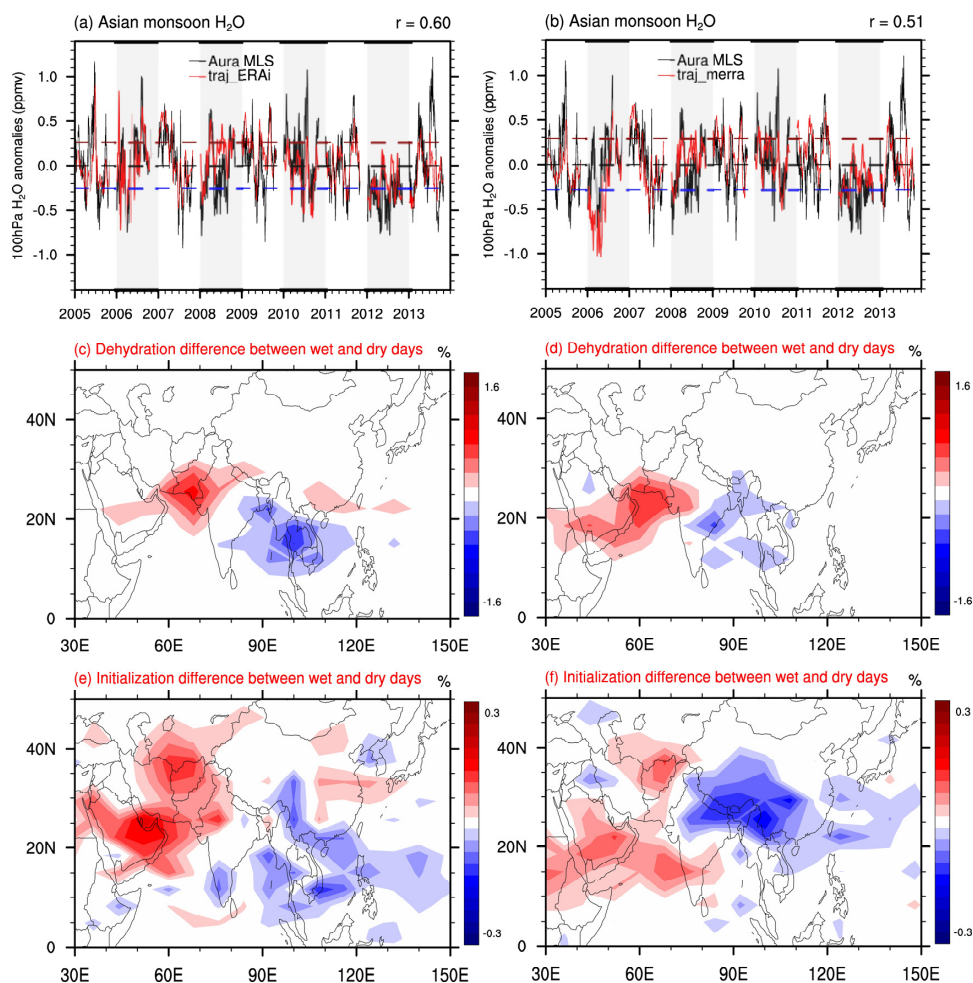 (a) Asian monsoon H₂O r = 0.60
Aura MLS
traj_ERAi
100hPa H₂O anomalies (ppmv)
1.0
0.5
0.0
-0.5
-1.0
2005 2006 2007 2008 2009 2010 2011 2012 2013
(b) Asian monsoon H₂O r = 0.51
Aura MLS
traj_merra
100hPa H₂O anomalies (ppmv)
1.0
0.5
0.0
-0.5
-1.0
2005 2006 2007 2008 2009 2010 2011 2012 2013
(c) Dehydration difference between wet and dry days %
1.6
-1.6
40N
20N
0
30E 60E 90E 120E 150E
(d) Dehydration difference between wet and dry days %
1.6
-1.6
40N
20N
0
30E 60E 90E 120E 150E
(e) Initialization difference between wet and dry days %
0.3
-0.3
40N
20N
0
30E 60E 90E 120E 150E
(f) Initialization difference between wet and dry days %
0.3
-0.3
40N
20N
0
30E 60E 90E 120E 150E